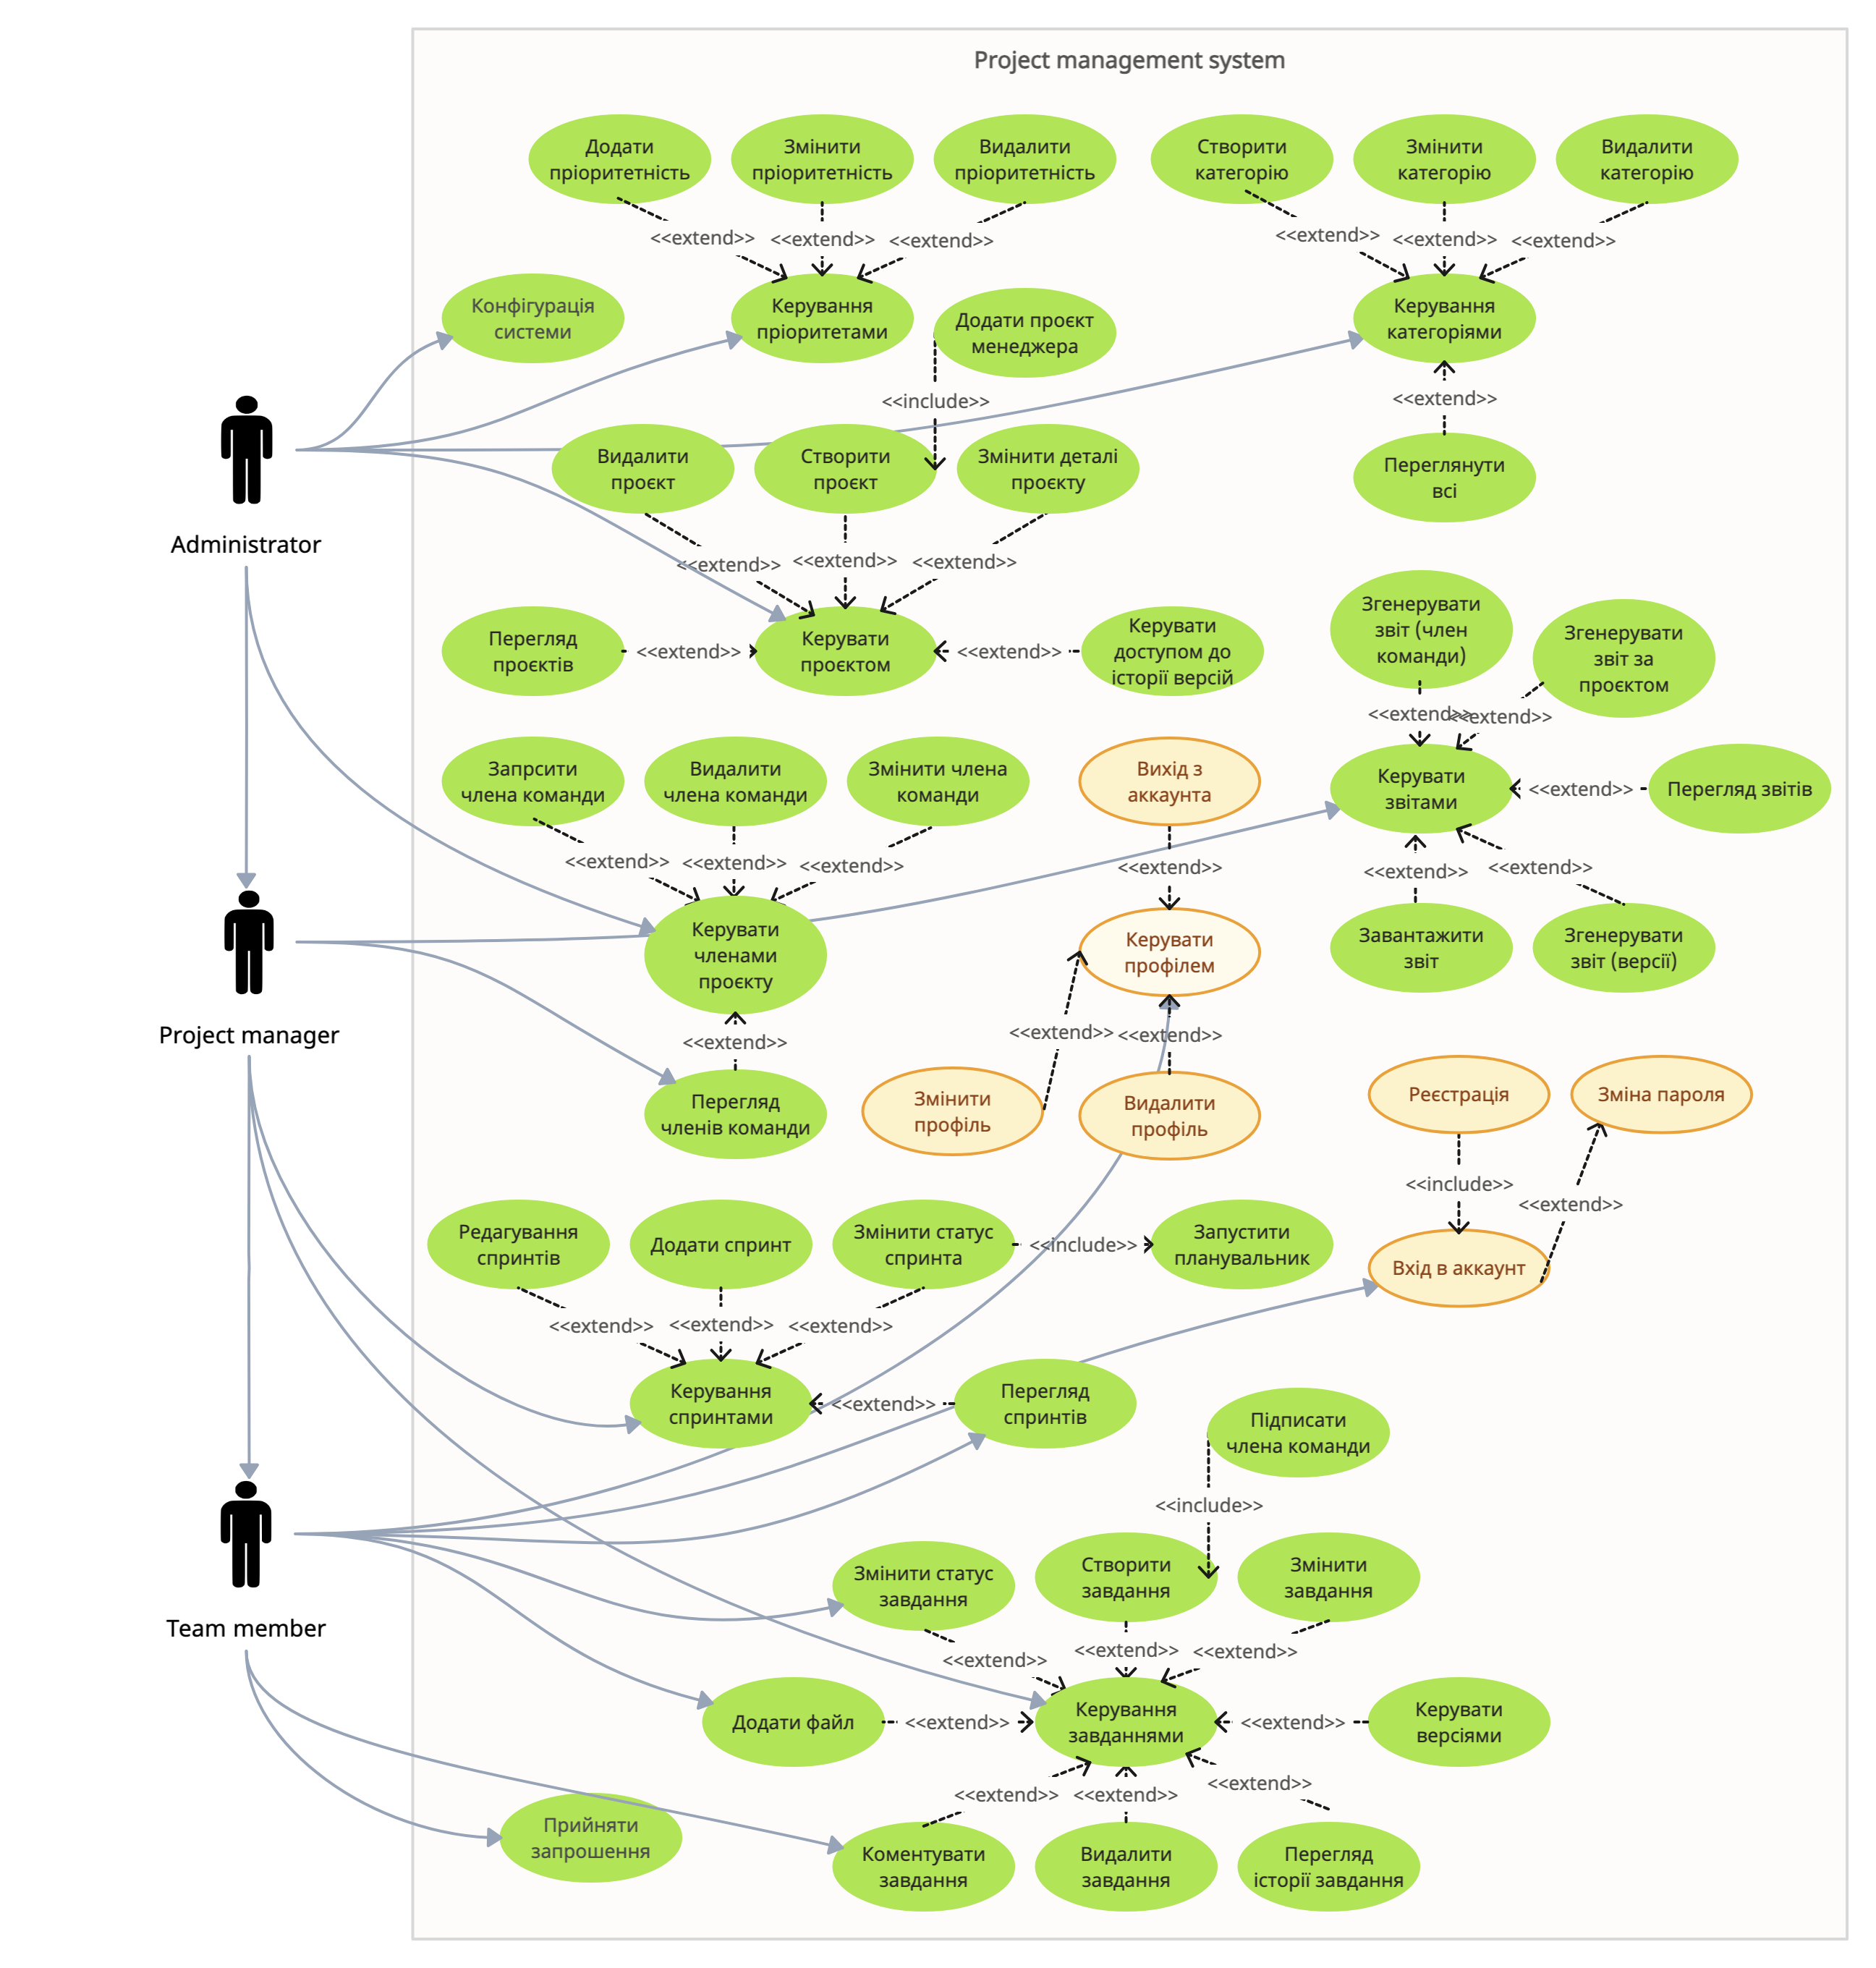 Project management system
Додати
пріоритетність
Змінити
пріоритетність
Видалити
пріоритетність
Створити
категорію
Змінити
категорію
Видалити
категорію
<<extend>>
<<extend>>
<<extend>>
<<extend>>
<<extend>>
<<extend>>
Конфігурація
системи
Керування
пріоритетами
Додати проєкт
менеджера
Керування
категоріями
<<include>>
<<extend>>
Administrator
Видалити
проєкт
Створити
проєкт
Змінити деталі
проєкту
Переглянути
всі
<<extend>>
<<extend>>
<<extend>>
Перегляд
проєктів
<<extend>>
Керувати
проєктом
<<extend>>
Керувати
доступом до
історії версій
Згенерувати
звіт (член
команди)
Згенерувати
звіт за
проєктом
<<extend>>
<<extend>>
Запрсити
члена команди
Видалити
члена команди
Змінити члена
команди
Вихід з
аккаунта
Керувати
звітами
<<extend>>
Перегляд звітів
<<extend>>
<<extend>>
<<extend>>
<<extend>>
<<extend>>
<<extend>>
Project manager
Керувати
членами
проєкту
Керувати
профілем
Завантажити
звіт
Згенерувати
звіт (версії)
<<extend>>
<<extend>>
<<extend>>
Перегляд
членів команди
Змінити
профіль
Видалити
профіль
Реєстрація
Зміна пароля
<<include>>
<<extend>>
Редагування
спринтів
Додати спринт
Змінити статус
спринта
<<include>>
Запустити
планувальник
Вхід в аккаунт
<<extend>>
<<extend>>
<<extend>>
Керування
спринтами
<<extend>>
Перегляд
спринтів
Підписати
члена команди
<<include>>
Team member
Змінити статус
завдання
Створити
завдання
Змінити
завдання
<<extend>>
<<extend>>
<<extend>>
Додати файл
<<extend>>
Керування
завданнями
<<extend>>
Керувати
версіями
<<extend>>
<<extend>>
<<extend>>
Прийняти
запрошення
Коментувати
завдання
Видалити
завдання
Перегляд
історії завдання